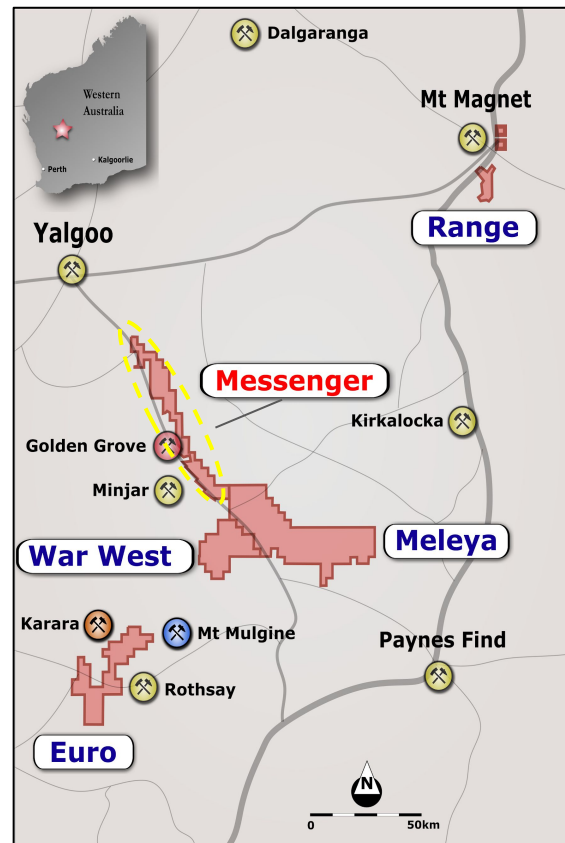 Dalgaranga
Western
Australia
Kalgoorlie
Perth
Mt Magnet
Range
Yalgoo
Messenger
Kirkalocka
Golden Grove
Minjar
War West
Meleya
Karara
Mt Mulgine
Paynes Find
Rothsay
Euro
N
0 50km